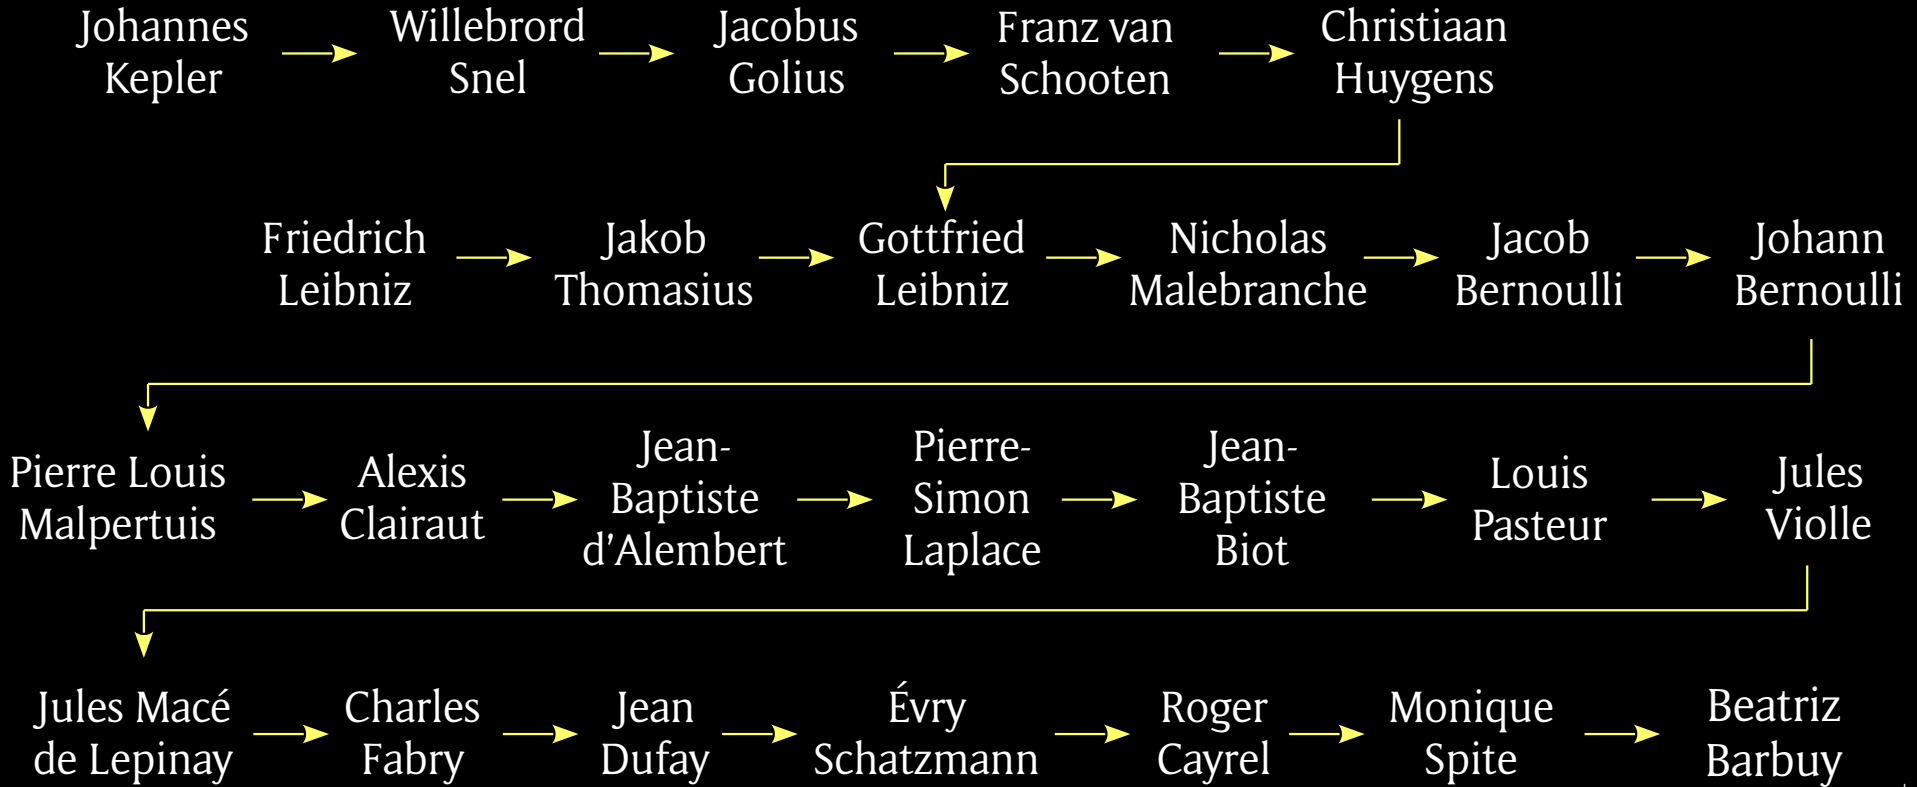 Johannes
Kepler
Willebrord
Snel
Jacobus
Golius
Franz van
Schooten
Christiaan
Huygens
Friedrich
Leibniz
Jakob
Thomasius
Gottfried
Leibniz
Nicholas
Malebranche
Jacob
Bernoulli
Johann
Bernoulli
Pierre Louis
Malpertuis
Alexis
Clairaut
Jean-
Baptiste
d'Alembert
Pierre-
Simon
Laplace
Jean-
Baptiste
Biot
Louis
Pasteur
Jules
Violle
Jules Macé
de Lepinay
Charles
Fabry
Jean
Dufay
Évry
Schatzmann
Roger
Cayrel
Monique
Spite
Beatriz
Barbuy